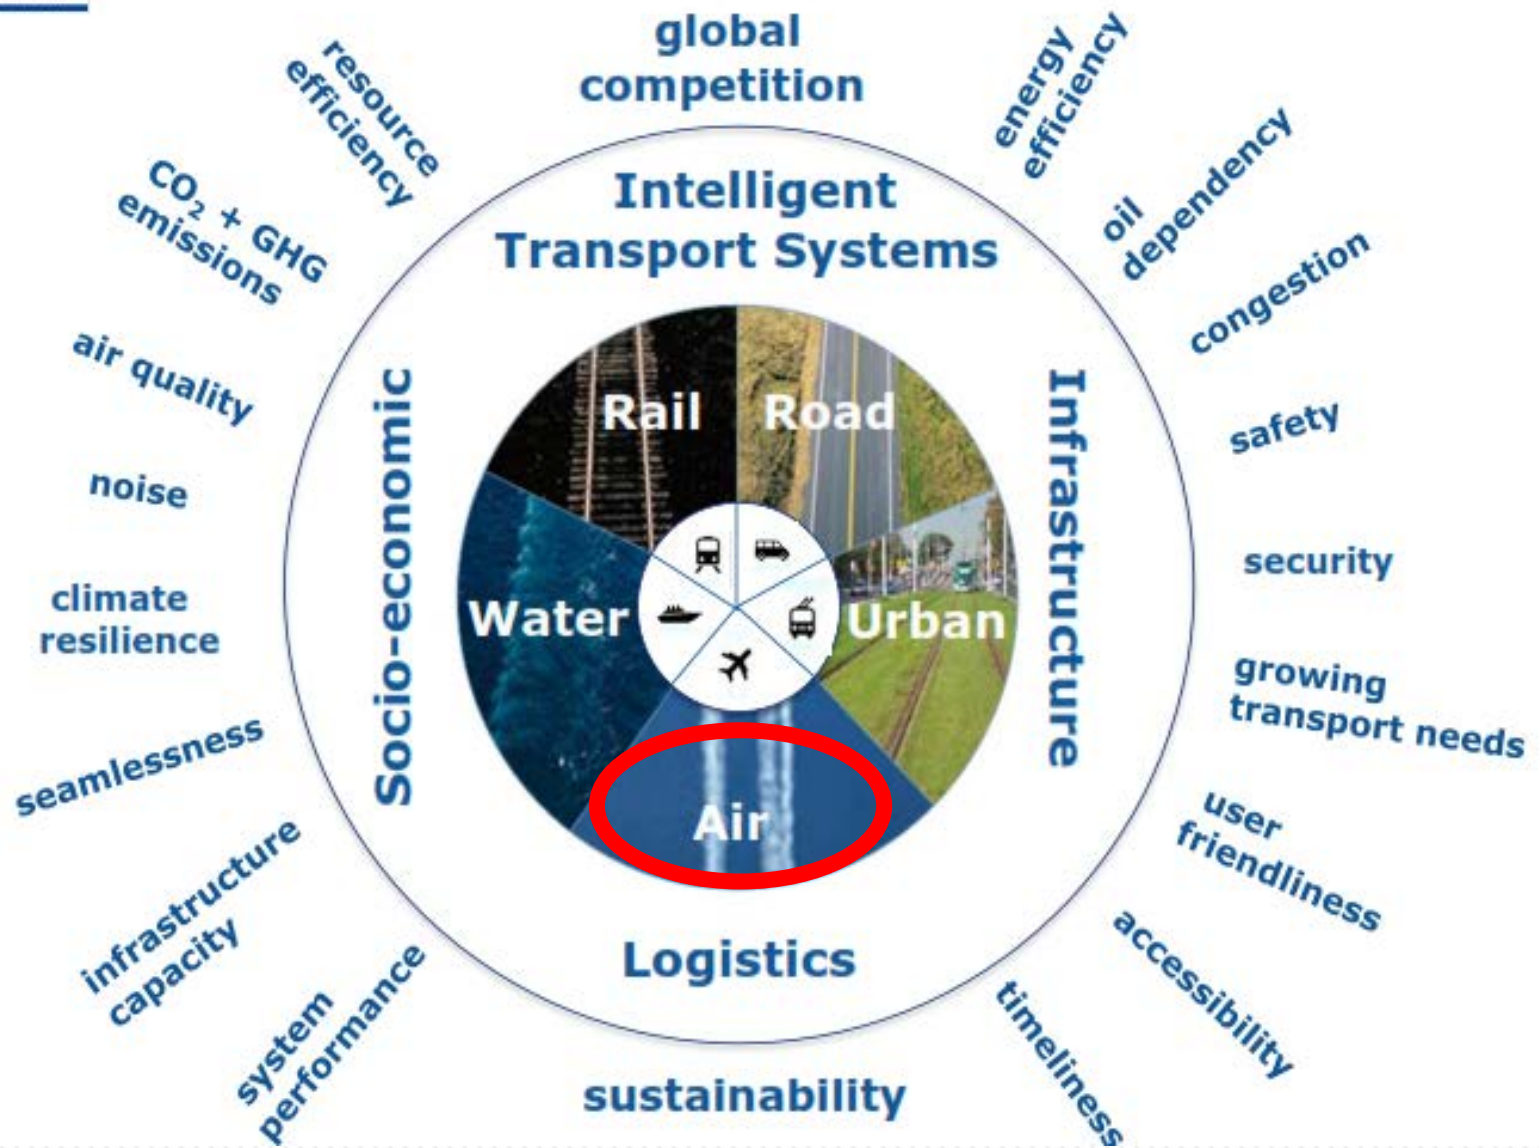 global
competition
energy
efficiency
oil
dependency
congestion
safety
security
growing
transport needs
user
friendliness
accessibility
timeliness
sustainability
system
performance
infrastructure
capacity
seamlessness
climate
resilience
noise
air quality
CO₂ + GHG
emissions
resource
efficiency
Intelligent
Transport Systems
Infrastructure
Logistics
Socio-economic
Rail
Road
Urban
Air
Water